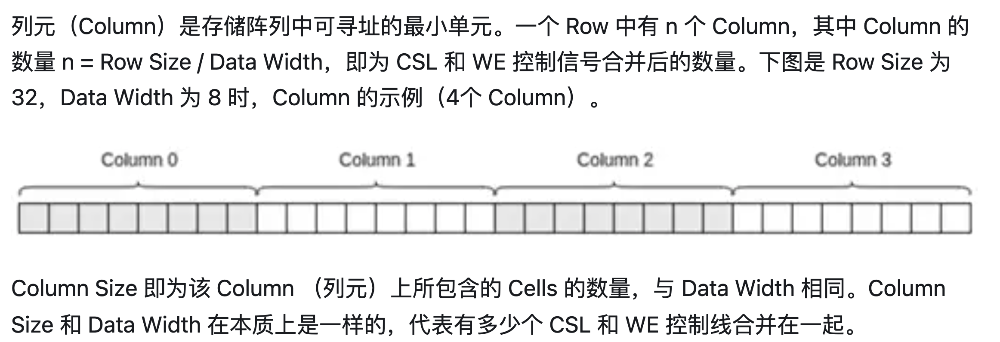 列元（Column）是存储阵列中可寻址的最小单元。一个 Row 中有 n 个 Column，其中 Column 的
数量 n = Row Size / Data Width，即为 CSL 和 WE 控制信号合并后的数量。下图是 Row Size 为
32，Data Width 为 8 时，Column 的示例（4个 Column）。
Column 0 Column 1 Column 2 Column 3
Column Size 即为该 Column （列元）上所包含的 Cells 的数量，与 Data Width 相同。Column
Size 和 Data Width 在本质上是一样的，代表有多少个 CSL 和 WE 控制线合并在一起。